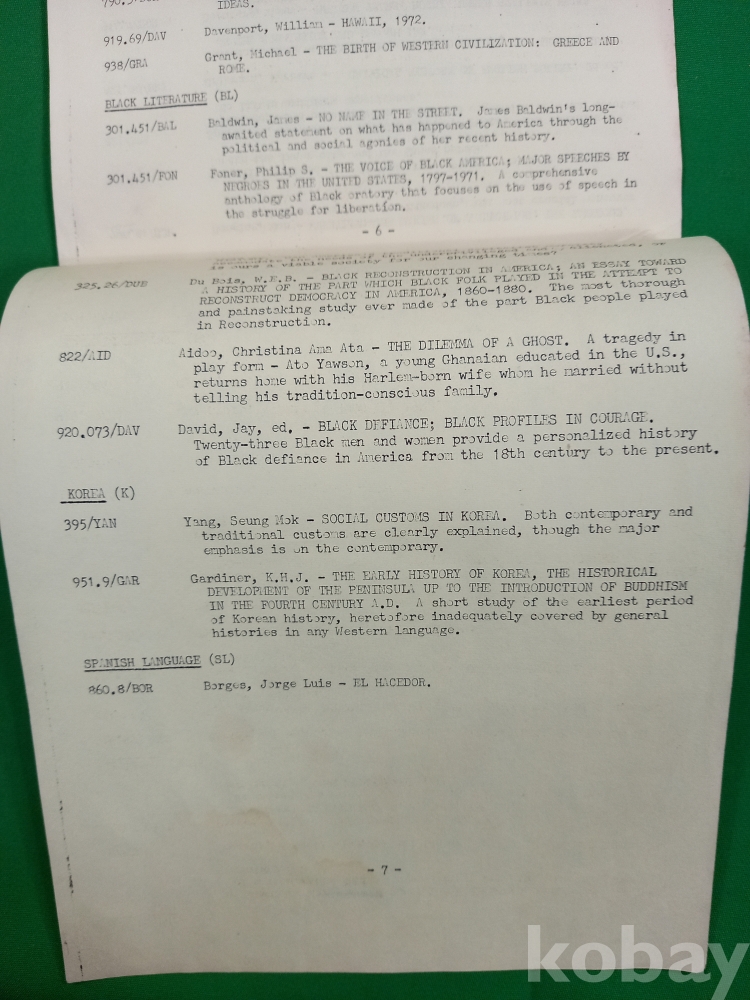 IDEAS.
919.69/DAV Davenport, William - HAWAII, 1972.
938/GRA Grant, Michael - THE BIRTH OF WESTERN CIVILIZATION: GREECE AND
ROME.
BLACK LITERATURE (BL)
301.451/BAL Baldwin, James - NO NAME IN THE STREET. James Baldwin's long-
awaited statement on what has happened to America through the
political and social agonies of her recent history.
301.451/FON Foner, Philip S. - THE VOICE OF BLACK AMERICA; MAJOR SPEECHES BY
NEGROES IN THE UNITED STATES, 1797-1971. A comprehensive
anthology of Black oratory that focuses on the use of speech in
the struggle for liberation.
- 6 -
is ours a viable society for our changing times?
325.26/DUB Du Bois, W.E.B. - BLACK RECONSTRUCTION IN AMERICA; AN ESSAY TOWARD
A HISTORY OF THE PART WHICH BLACK FOLK PLAYED IN THE ATTEMPT TO
RECONSTRUCT DEMOCRACY IN AMERICA, 1860-1880. The most thorough
and painstaking study ever made of the part Black people played
in Reconstruction.
822/AID Aidoo, Christina Ama Ata - THE DILEMMA OF A GHOST. A tragedy in
play form - Ato Yawson, a young Ghanaian educated in the U.S.,
returns home with his Harlem-born wife whom he married without
telling his tradition-conscious family.
920.073/DAV David, Jay, ed. - BLACK DEFIANCE; BLACK PROFILES IN COURAGE.
Twenty-three Black men and women provide a personalized history
of Black defiance in America from the 18th century to the present.
KOREA (K)
395/YAN Yang, Seung Mok - SOCIAL CUSTOMS IN KOREA. Both contemporary and
traditional customs are clearly explained, though the major
emphasis is on the contemporary.
951.9/GAR Gardiner, K.H.J. - THE EARLY HISTORY OF KOREA, THE HISTORICAL
DEVELOPMENT OF THE PENINSULA UP TO THE INTRODUCTION OF BUDDHISM
IN THE FOURTH CENTURY A.D. A short study of the earliest period
of Korean history, heretofore inadequately covered by general
histories in any Western language.
SPANISH LANGUAGE (SL)
860.8/BOR Borges, Jorge Luis - EL HACEDOR.
- 7 -
kobay